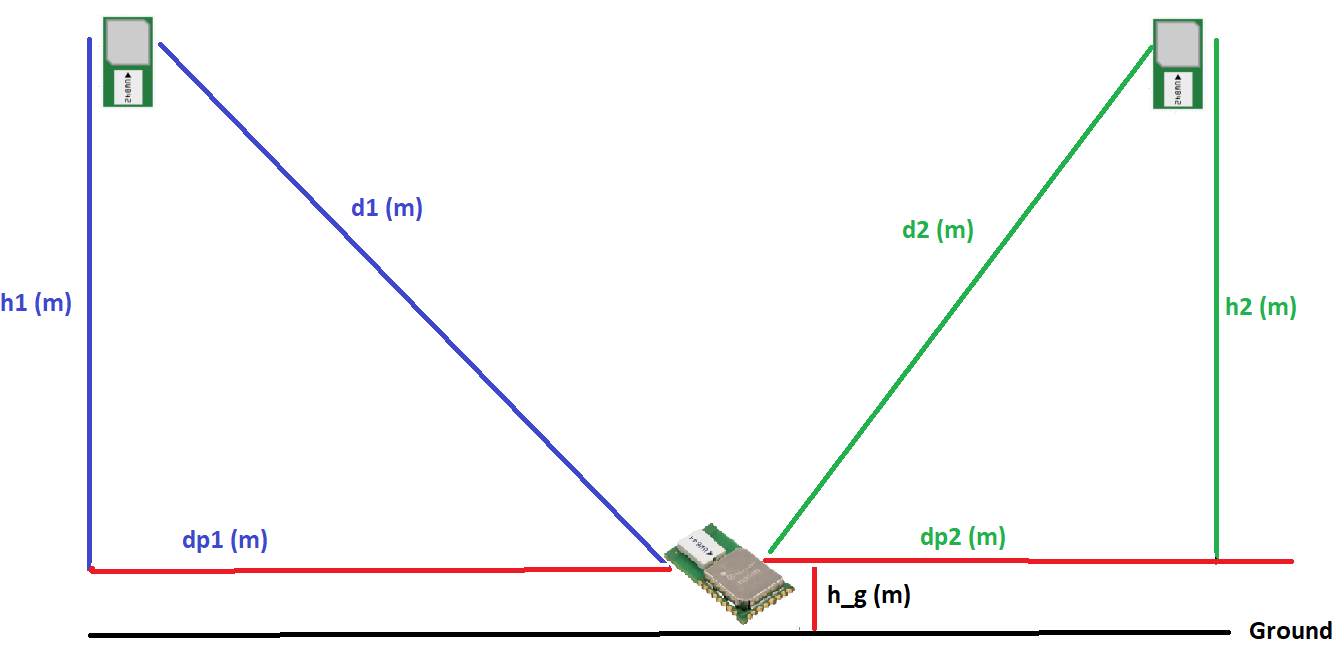 d1 (m)
d2 (m)
h1 (m)
h2 (m)
dp1 (m)
dp2 (m)
h_g (m)
Ground